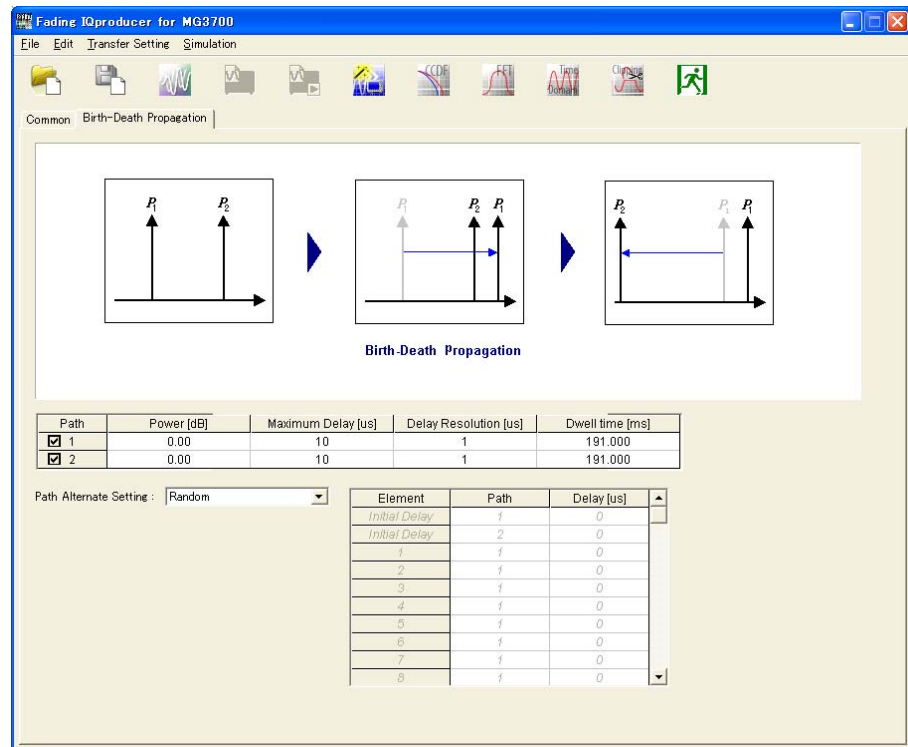 Fading IQproducer for MG3700
File Edit Transfer Setting Simulation
CCDF FFT Time Domain Clipping
Common Birth-Death Propagation
P1 P2 P1 P2 P1 P2 P1 P1
Birth-Death Propagation
Path Power [dB] Maximum Delay [us] Delay Resolution [us] Dwell time [ms]
1 0.00 10 1 191.000
2 0.00 10 1 191.000
Path Alternate Setting : Random
Element Path Delay [us]
Initial Delay 1 0
Initial Delay 2 0
1 1 0
2 1 0
3 1 0
4 1 0
5 1 0
6 1 0
7 1 0
8 1 0